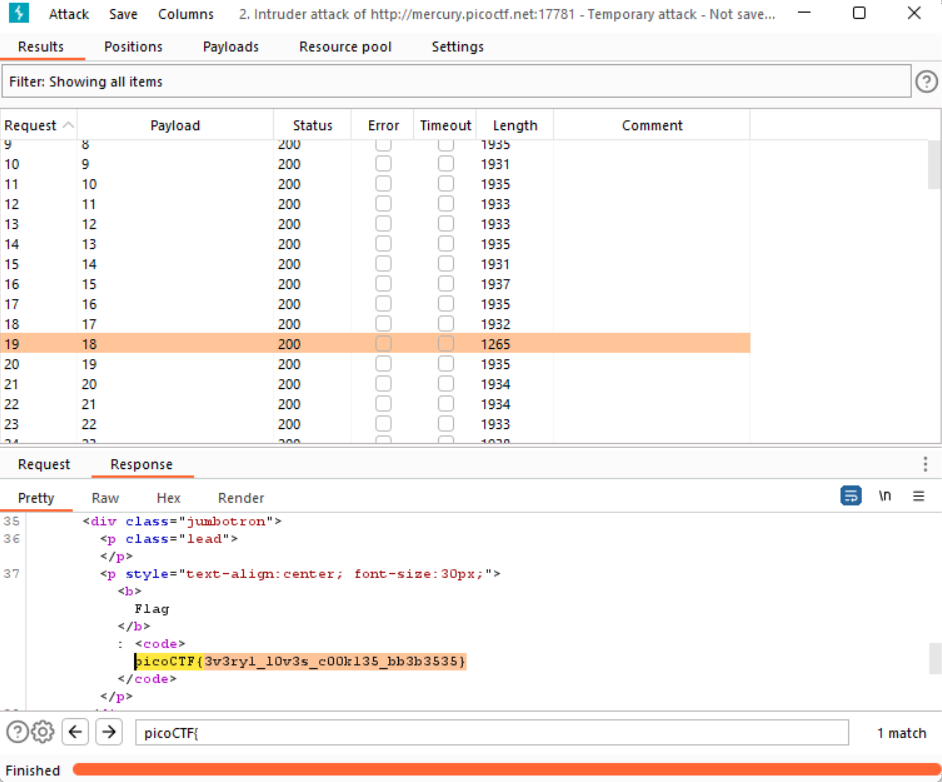 Attack Save Columns 2. Intruder attack of http://mercury.picoctf.net:17781 - Temporary attack - Not save...
Results Positions Payloads Resource pool Settings
Filter: Showing all items
Request Payload Status Error Timeout Length Comment
9 8 200 1935
10 9 200 1931
11 10 200 1935
12 11 200 1933
13 12 200 1933
14 13 200 1935
15 14 200 1931
16 15 200 1937
17 16 200 1935
18 17 200 1932
19 18 200 1265
20 19 200 1935
21 20 200 1934
22 21 200 1934
23 22 200 1933
Request Response
Pretty Raw Hex Render \n
35 <div class="jumbotron">
36 <p class="lead">
</p>
37 <p style="text-align:center; font-size:30px;">
<b>
Flag
</b>
: <code>
picoCTF{3v3ry1_l0v3s_c00k135_bb3b3535}
</code>
</p>
picoCTF{ 1 match
Finished